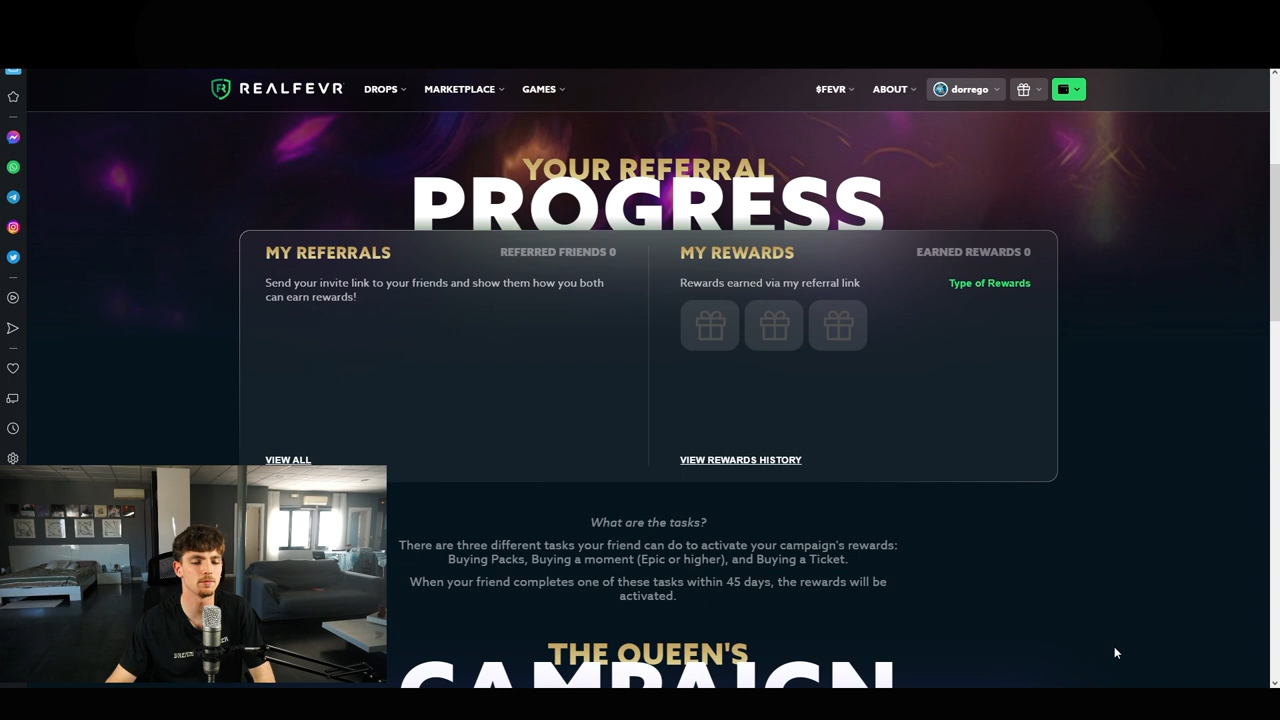 REALFEVR
DROPS
MARKETPLACE
GAMES
$FEVR
ABOUT
dorrego
YOUR REFERRAL
PROGRESS
MY REFERRALS
REFERRED FRIENDS 0
Send your invite link to your friends and show them how you both
can earn rewards!
VIEW ALL
MY REWARDS
EARNED REWARDS 0
Rewards earned via my referral link
Type of Rewards
VIEW REWARDS HISTORY
What are the tasks?
There are three different tasks your friend can do to activate your campaign's rewards:
Buying Packs, Buying a moment (Epic or higher), and Buying a Ticket.
When your friend completes one of these tasks within 45 days, the rewards will be
activated.
THE QUEEN'S
CAMPAIGN